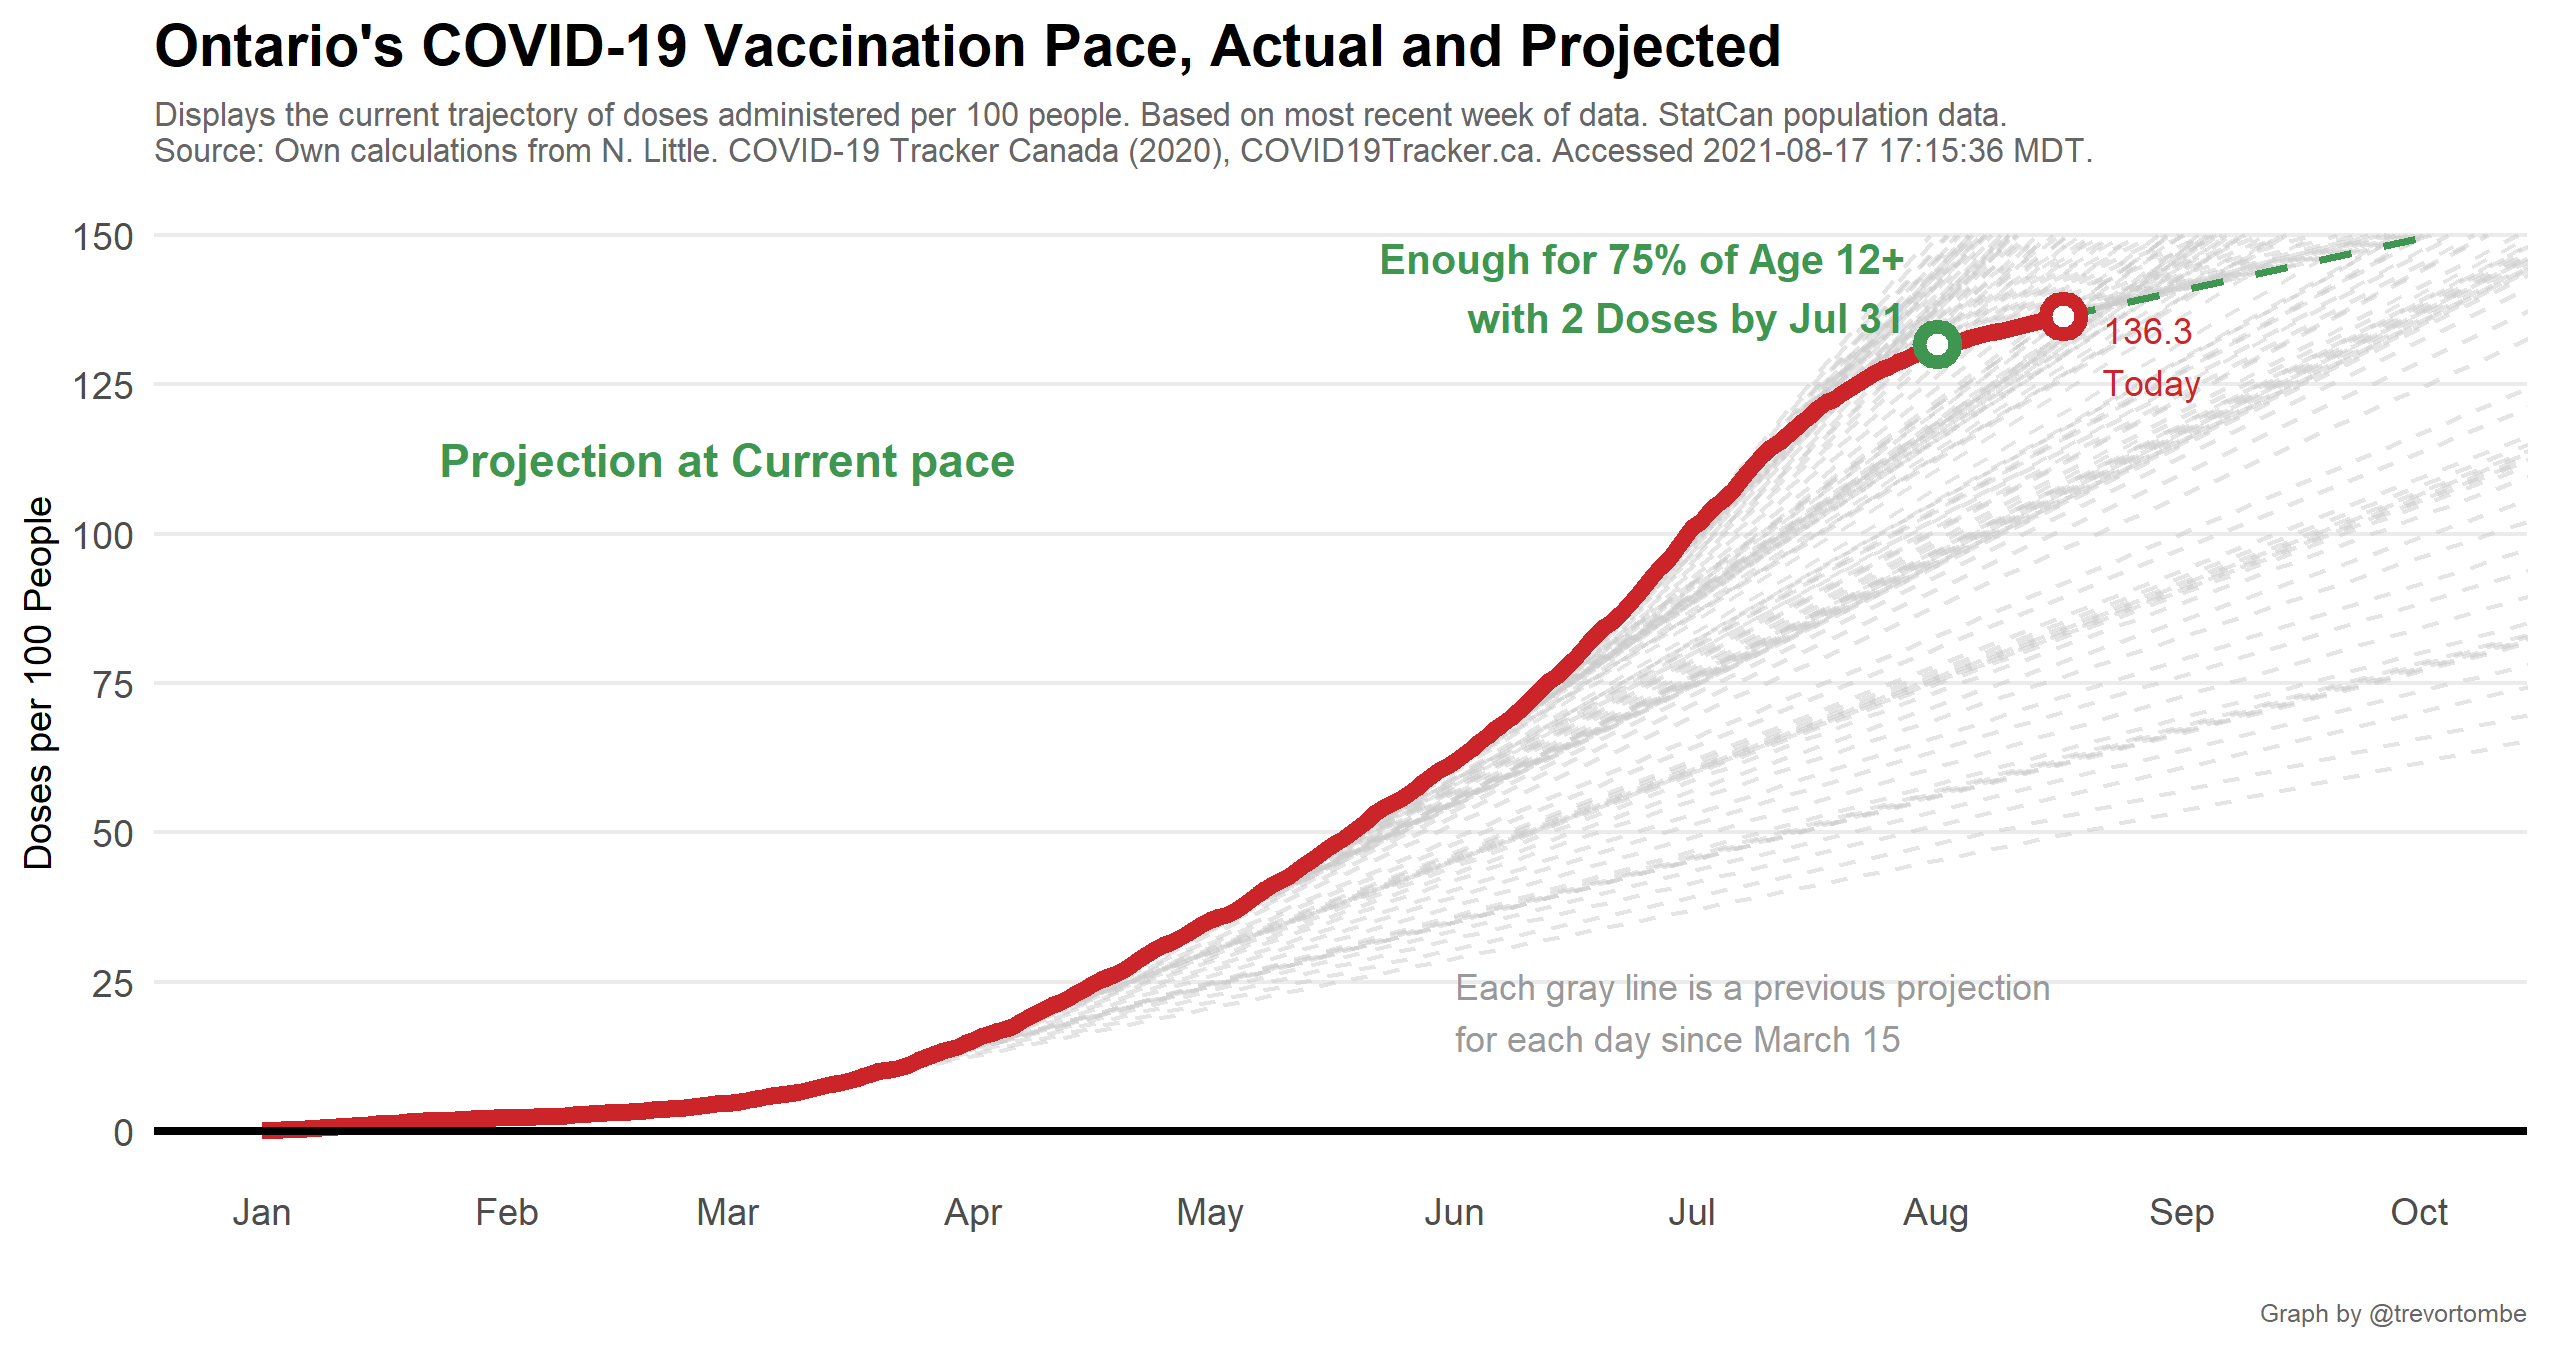 Ontario's COVID-19 Vaccination Pace, Actual and Projected
Displays the current trajectory of doses administered per 100 people. Based on most recent week of data. StatCan population data.
Source: Own calculations from N. Little. COVID-19 Tracker Canada (2020), COVID19Tracker.ca. Accessed 2021-08-17 17:15:36 MDT.
Doses per 100 People
150
125
100
75
50
25
0
Enough for 75% of Age 12+
with 2 Doses by Jul 31
136.3
Today
Projection at Current pace
Each gray line is a previous projection
for each day since March 15
Jan
Feb
Mar
Apr
May
Jun
Jul
Aug
Sep
Oct
Graph by @trevortombe